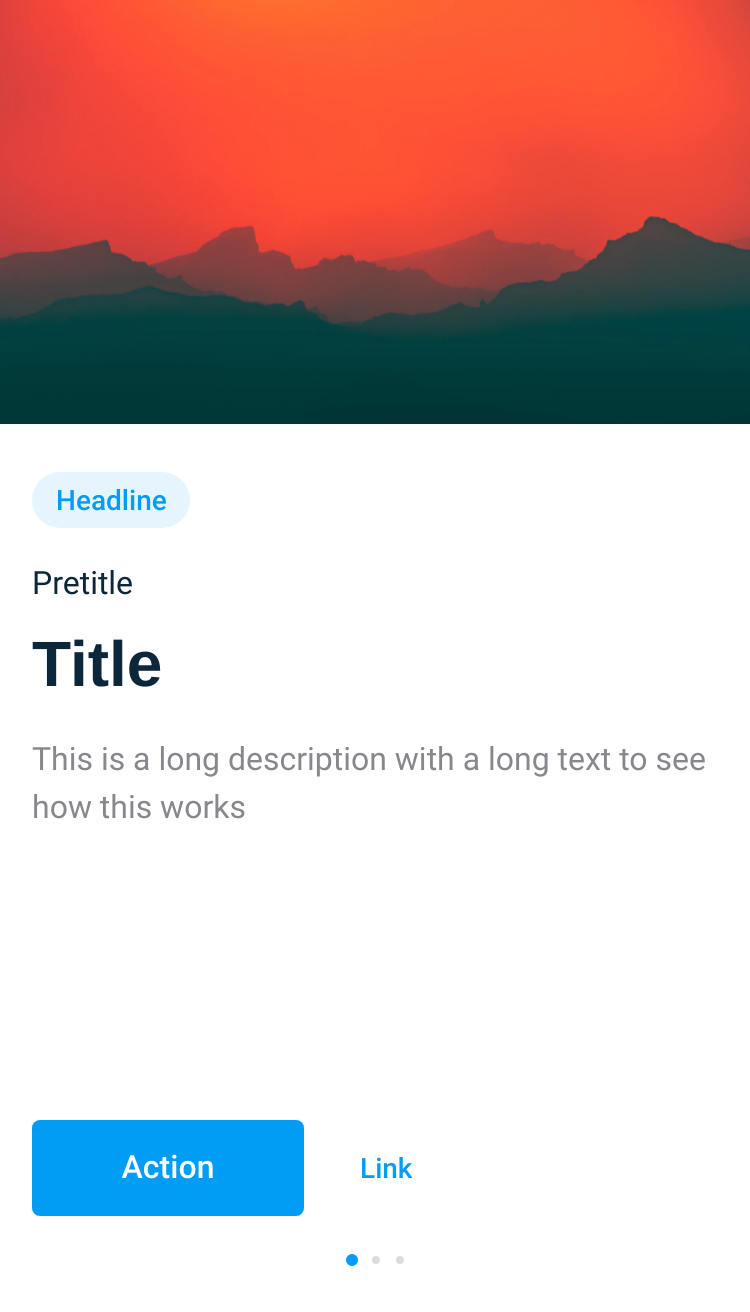 Headline
Pretitle
Title
This is a long description with a long text to see
how this works
Action
Link